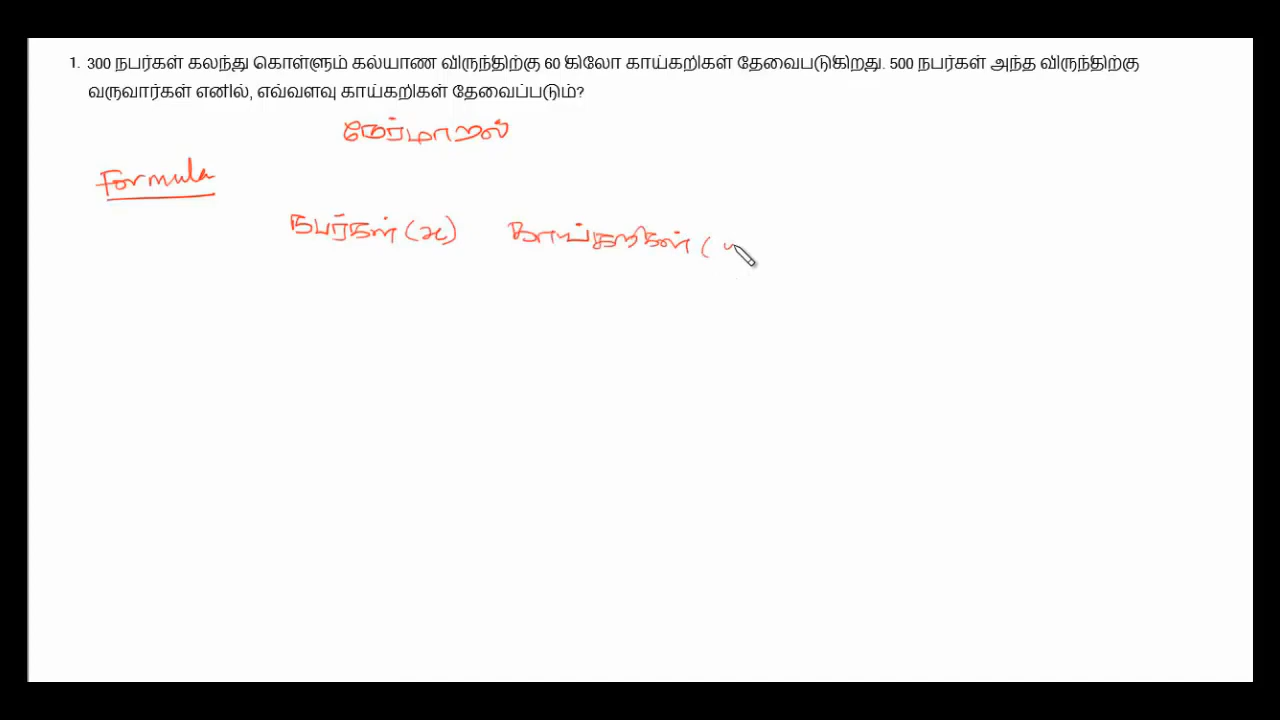 1. 300 நபர்கள் கலந்து கொள்ளும் கல்யாண விருந்திற்கு 60 கிலோ காய்கறிகள் தேவைபடுகிறது. 500 நபர்கள் அந்த விருந்திற்கு
வருவார்கள் எனில், எவ்வளவு காய்கறிகள் தேவைப்படும்?
நேர்மாறல்
Formula
நபர்கள் (x) காய்கறிகள் (